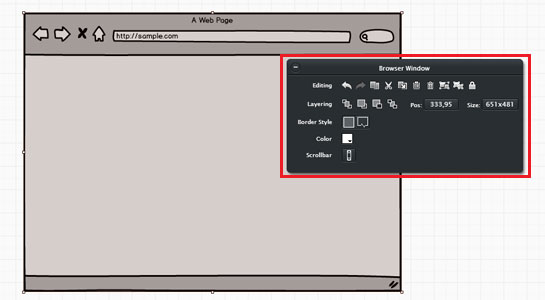 A Web Page
http://sample.com
Browser Window
Editing
Layering Pos: 333,95 Size: 651x481
Border Style
Color
Scrollbar